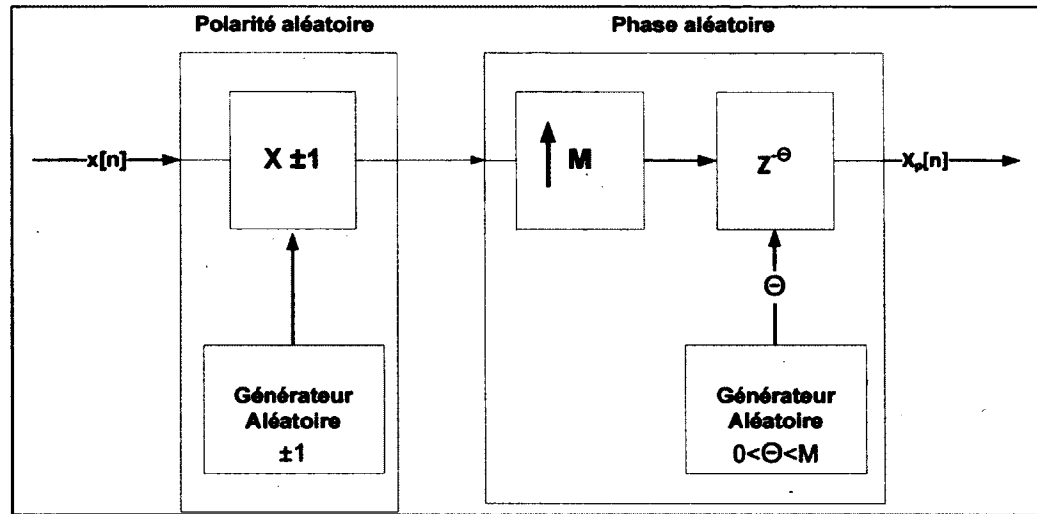 Polarité aléatoire
Phase aléatoire
x[n]
X ±1
M
Z^-Θ
Xₚ[n]
Θ
Générateur
Aléatoire
±1
Générateur
Aléatoire
0<Θ<M